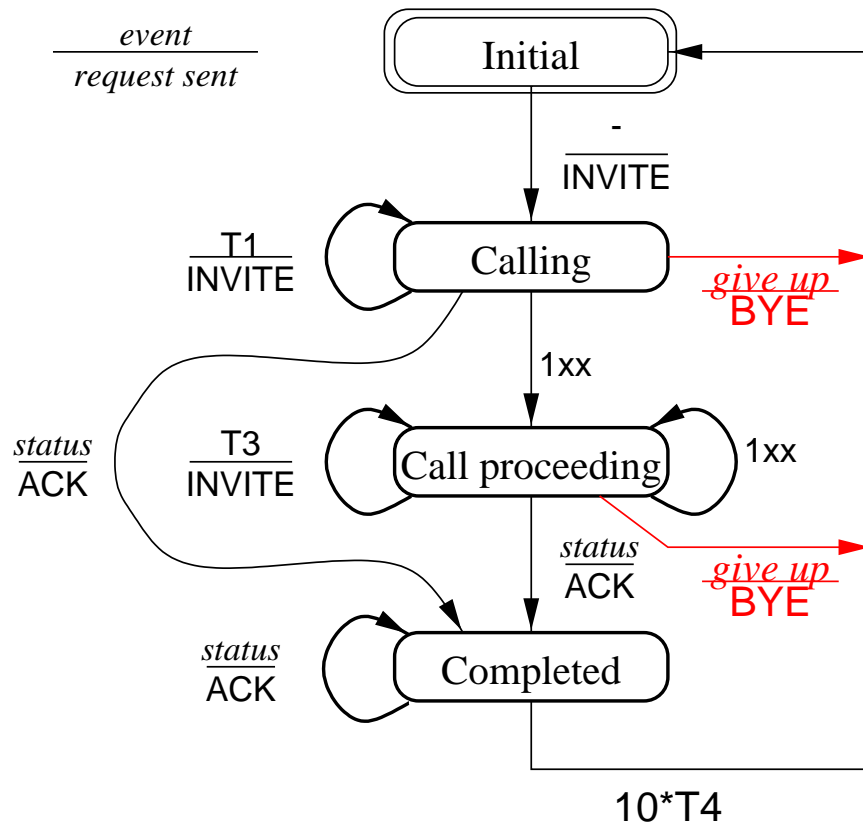 event
request sent
Initial
-
INVITE
T1
INVITE
Calling
give up
BYE
1xx
status
ACK
T3
INVITE
Call proceeding
1xx
status
ACK
give up
BYE
status
ACK
Completed
10*T4